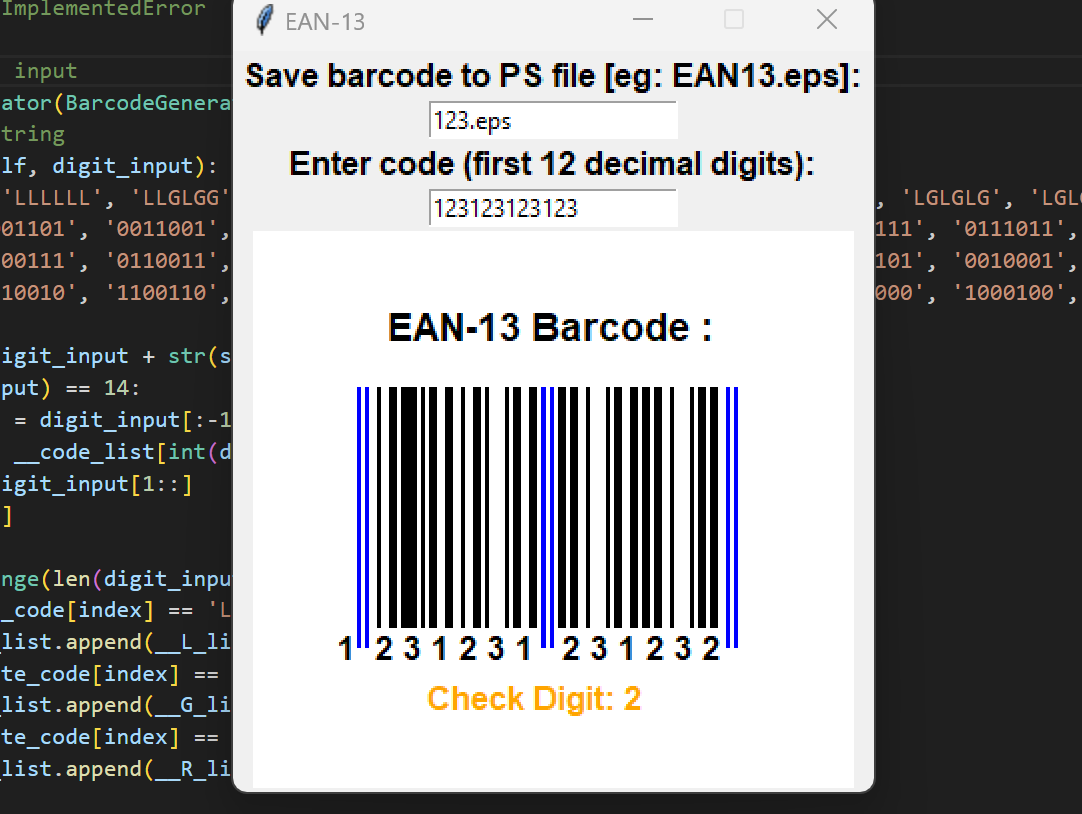 ImplementedError
EAN-13
input
Save barcode to PS file [eg: EAN13.eps]:
ator(BarcodeGenera
123.eps
tring
lf, digit_input):
Enter code (first 12 decimal digits):
'LLLLLL', 'LLGLGG' , 'LGLGLG', 'LGL
123123123123
01101', '0011001', 111', '0111011',
00111', '0110011', 101', '0010001',
10010', '1100110', 000', '1000100',
EAN-13 Barcode :
igit_input + str(s
put) == 14:
= digit_input[:-1
__code_list[int(d
igit_input[1::]
]
nge(len(digit_inpu
_code[index] == 'L
_list.append(__L_li
1 2 3 1 2 3 1 2 3 1 2 3 2
te_code[index] ==
Check Digit: 2
_list.append(__G_li
te_code[index] ==
_list.append(__R_li